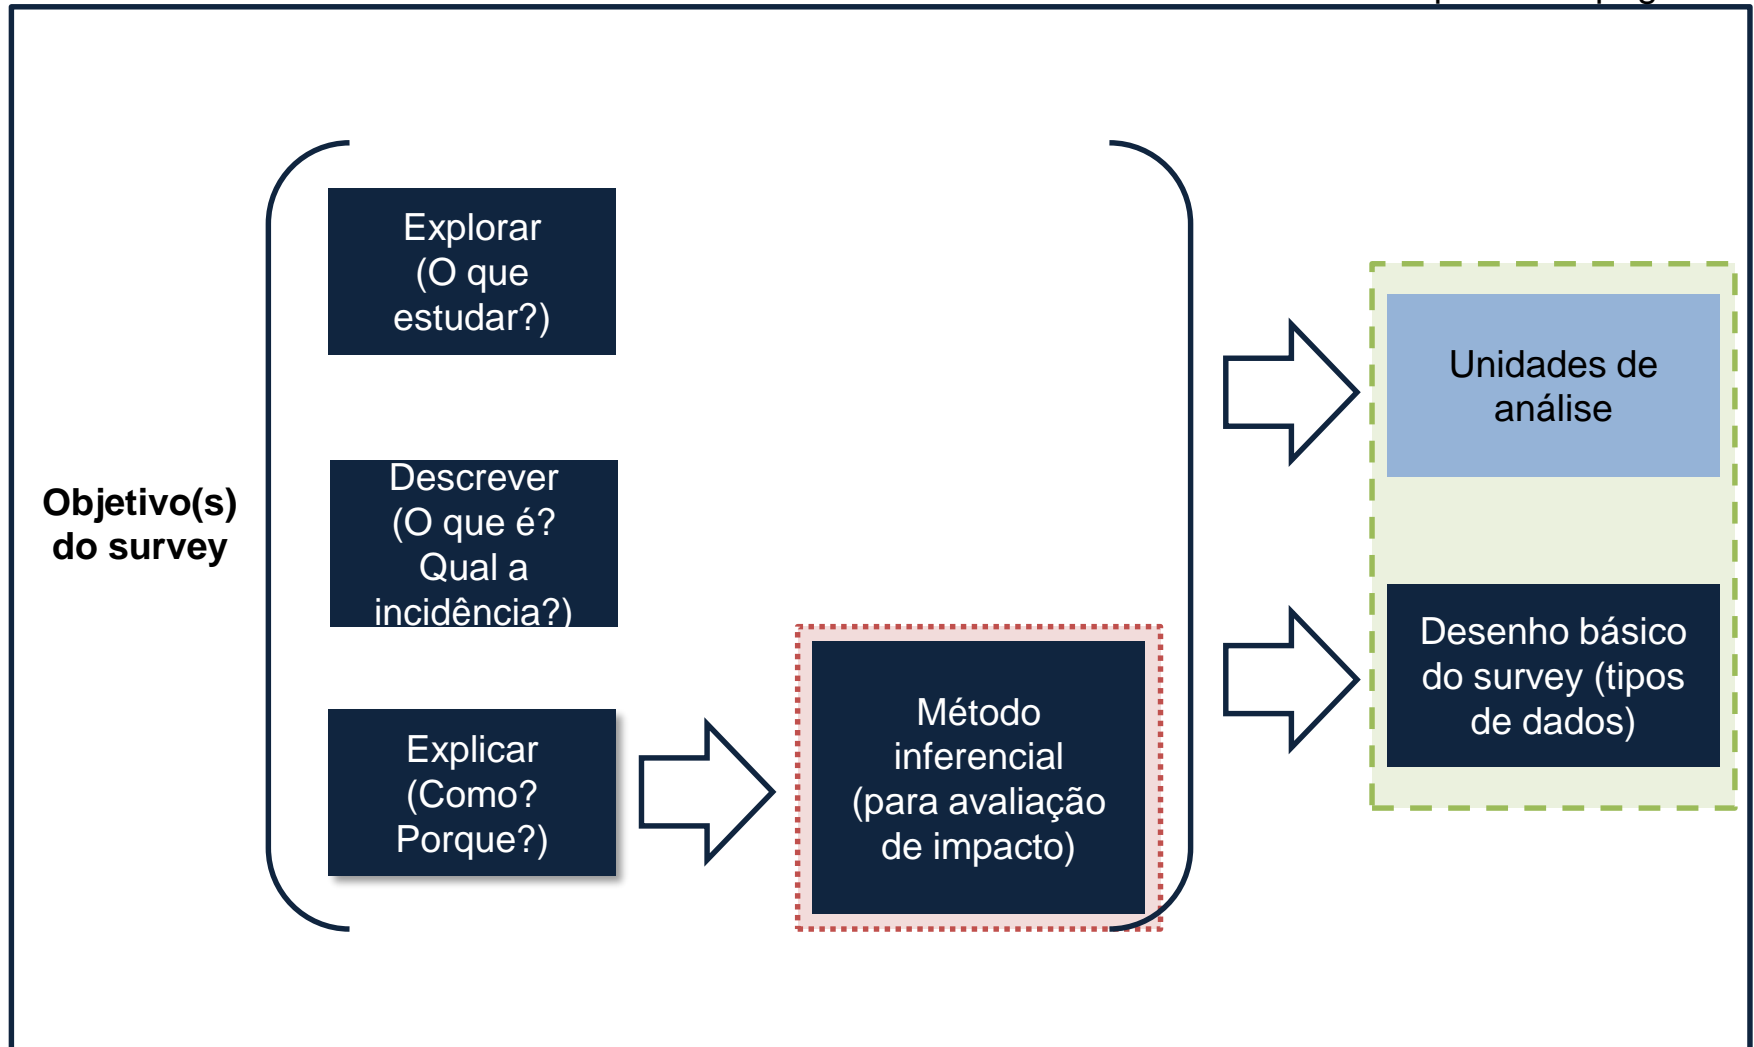 Objetivo(s)
do survey
Explorar
(O que
estudar?)
Descrever
(O que é?
Qual a
incidência?)
Explicar
(Como?
Porque?)
Método
inferencial
(para avaliação
de impacto)
Unidades de
análise
Desenho básico
do survey (tipos
de dados)